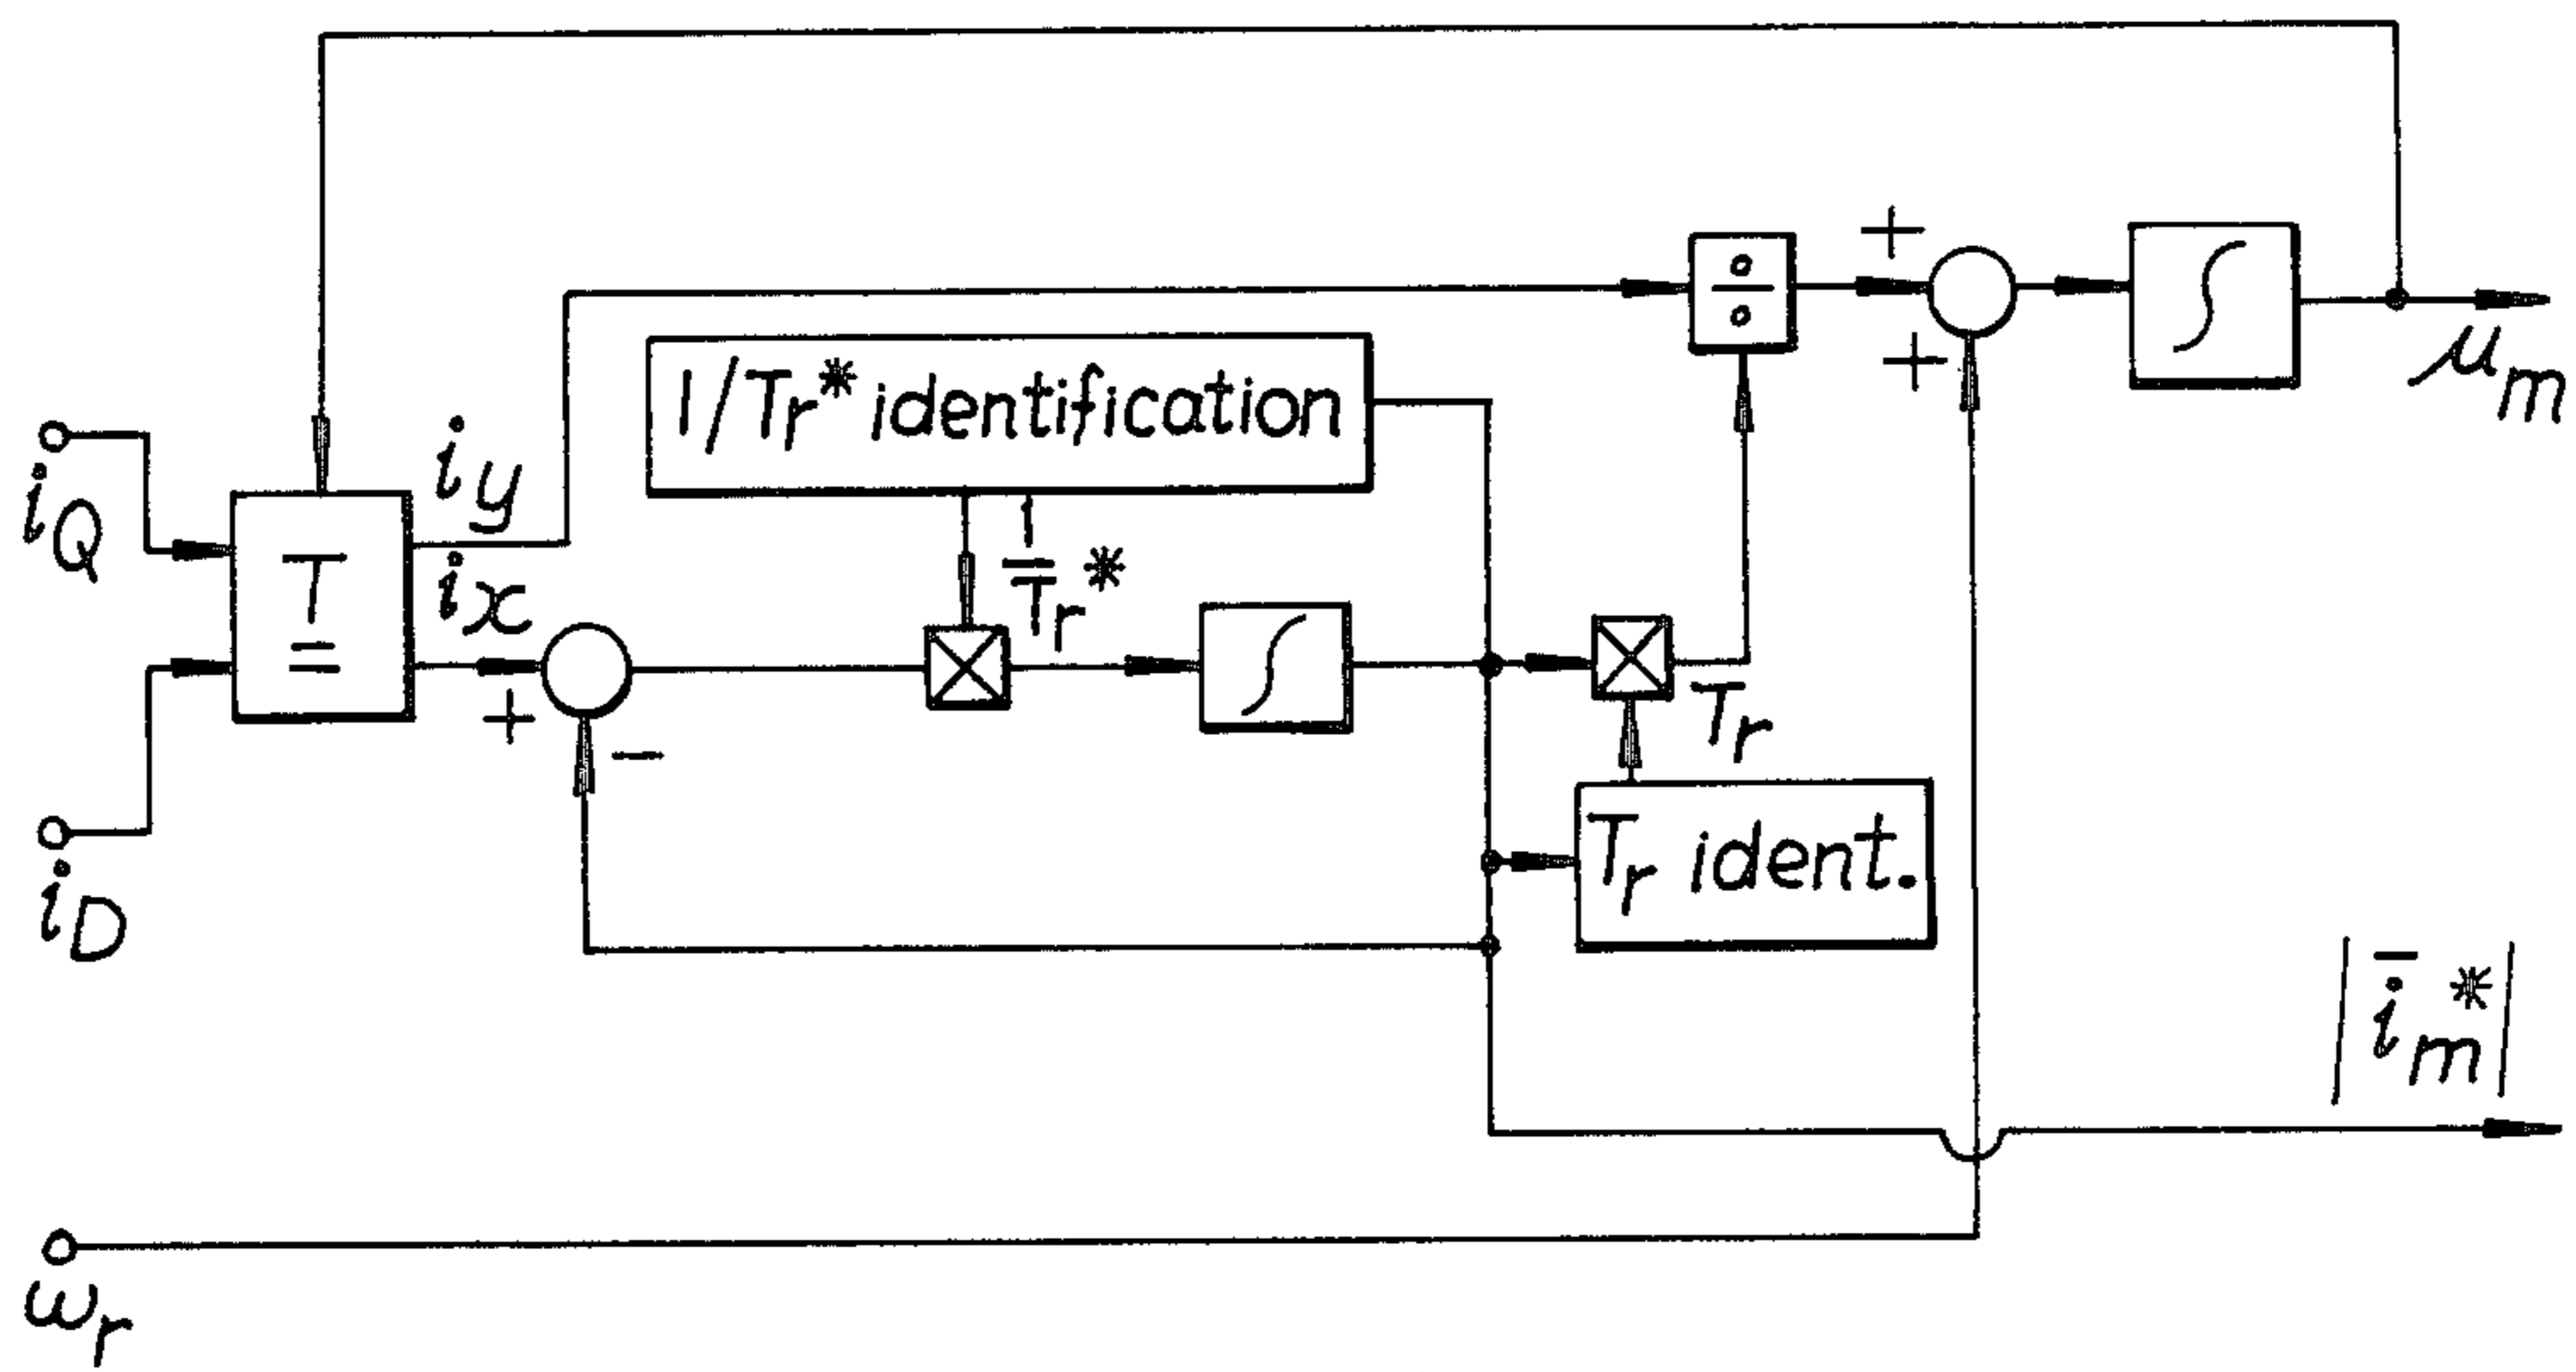 +
÷
+
∫
μm
1/Tr* identification
iQ
iy
T
=
ix
1
Tr*
∫
+
−
Tr
Tr ident.
iD
|īm*|
ωr